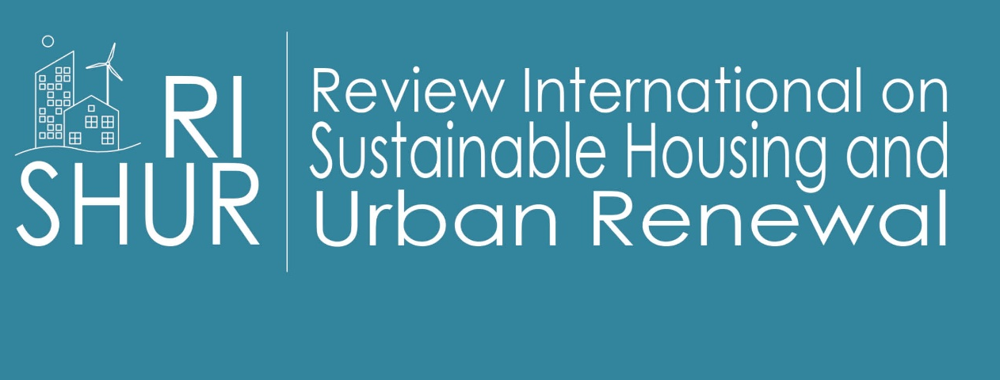 RI
SHUR
Review International on
Sustainable Housing and
Urban Renewal